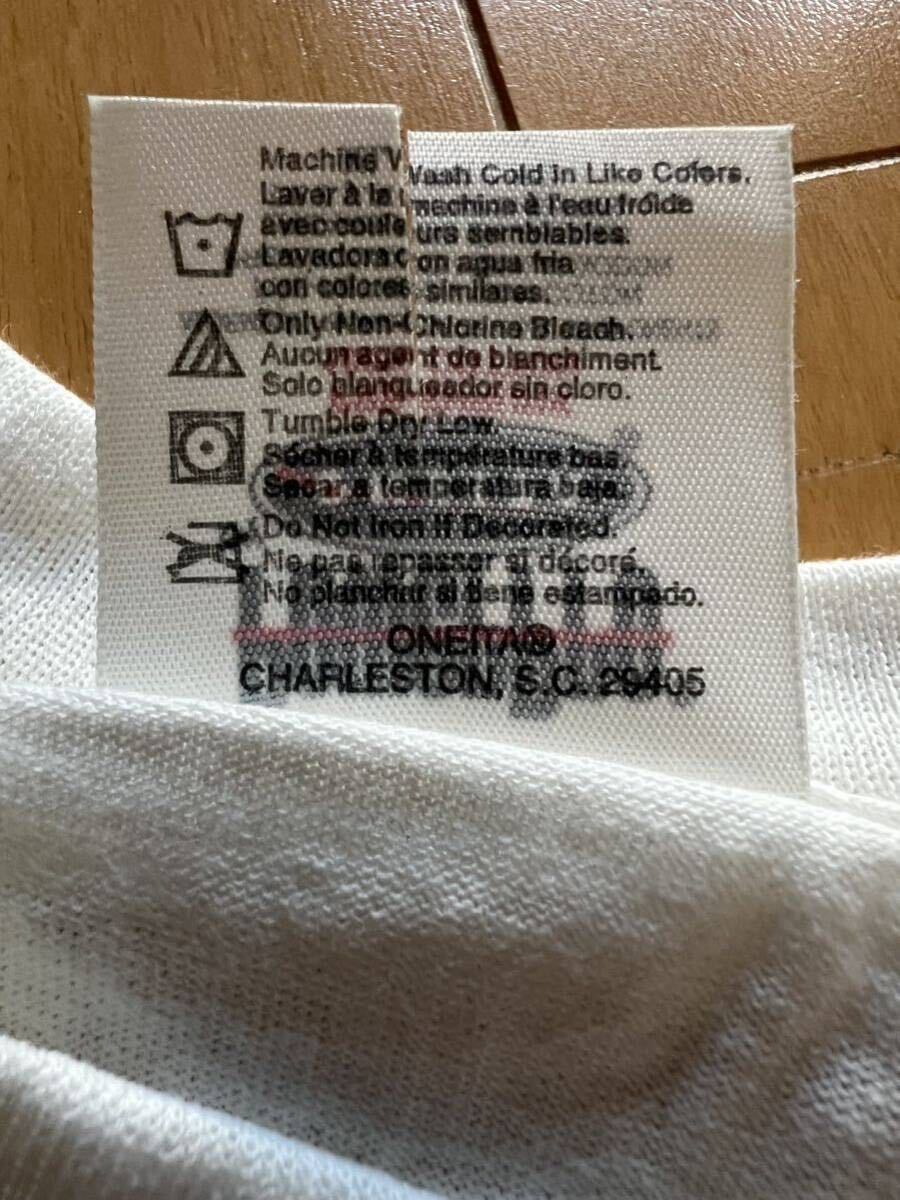 Machine Wash Cold in Like Colors.
Laver à la machine à l'eau froide
avec couleurs semblables.
Lavadora con agua fria
con colores similares.
Only Non-Chlorine Bleach.
Aucun agent de blanchiment.
Solo blanqueador sin cloro.
Tumble Dry Low.
Sécher à température bas.
Secar a temperatura baja.
Do Not Iron If Decorated.
Ne pas repasser si décoré.
No planchar si tiene estampado.
ONEITA®
CHARLESTON, S.C. 29405